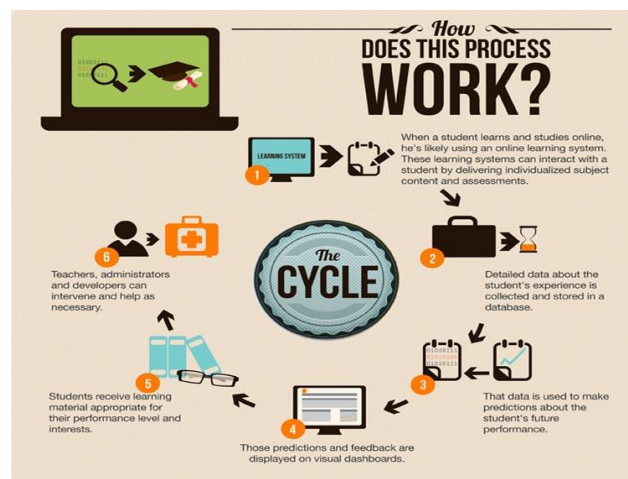 How
DOES THIS PROCESS
WORK?
When a student learns and studies online,
he's likely using an online learning system.
These learning systems can interact with a
student by delivering individualized subject
content and assessments.
LEARNING SYSTEM
1
2
Detailed data about the
student's experience is
collected and stored in a
database.
3
That data is used to make
predictions about the
student's future
performance.
4
Those predictions and feedback are
displayed on visual dashboards.
5
Students receive learning
material appropriate for
their performance level and
interests.
6
Teachers, administrators
and developers can
intervene and help as
necessary.
The
CYCLE